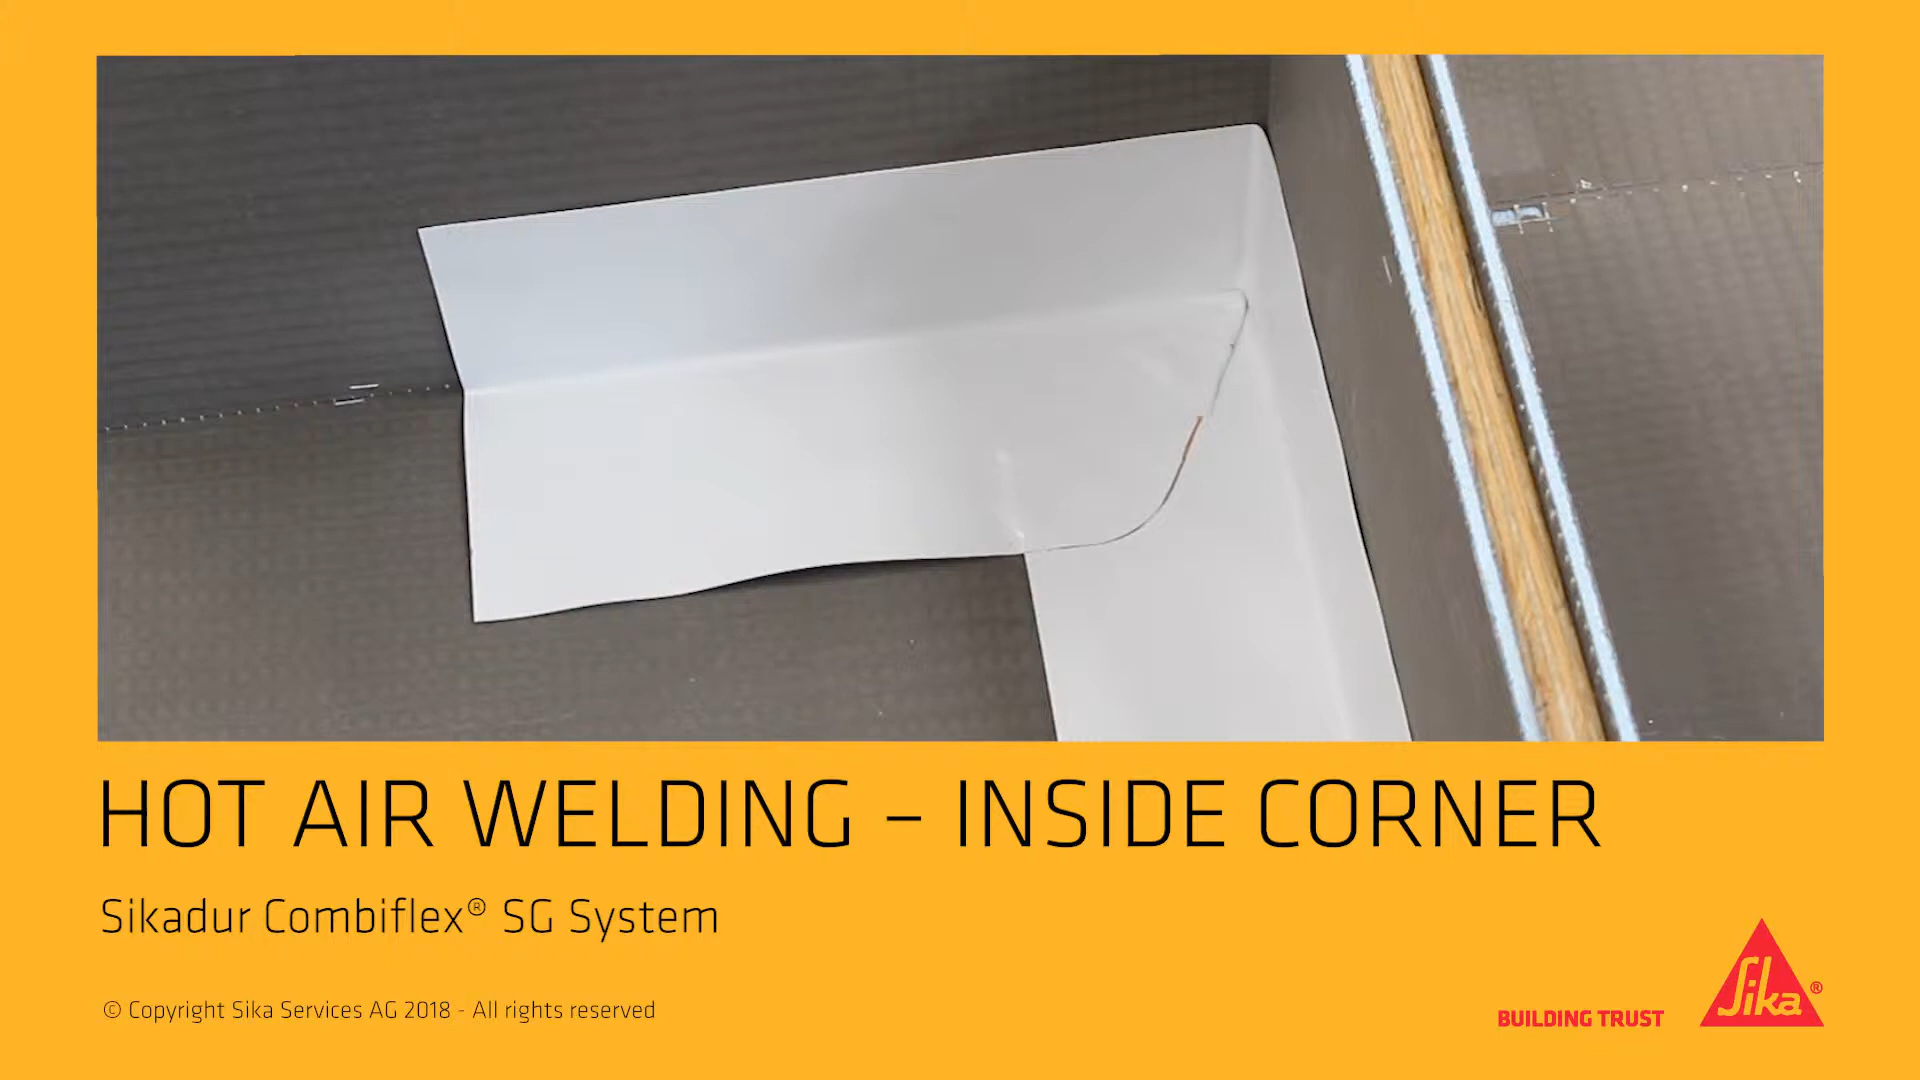 HOT AIR WELDING – INSIDE CORNER
Sikadur Combiflex® SG System
© Copyright Sika Services AG 2018 - All rights reserved
BUILDING TRUST
Sika®